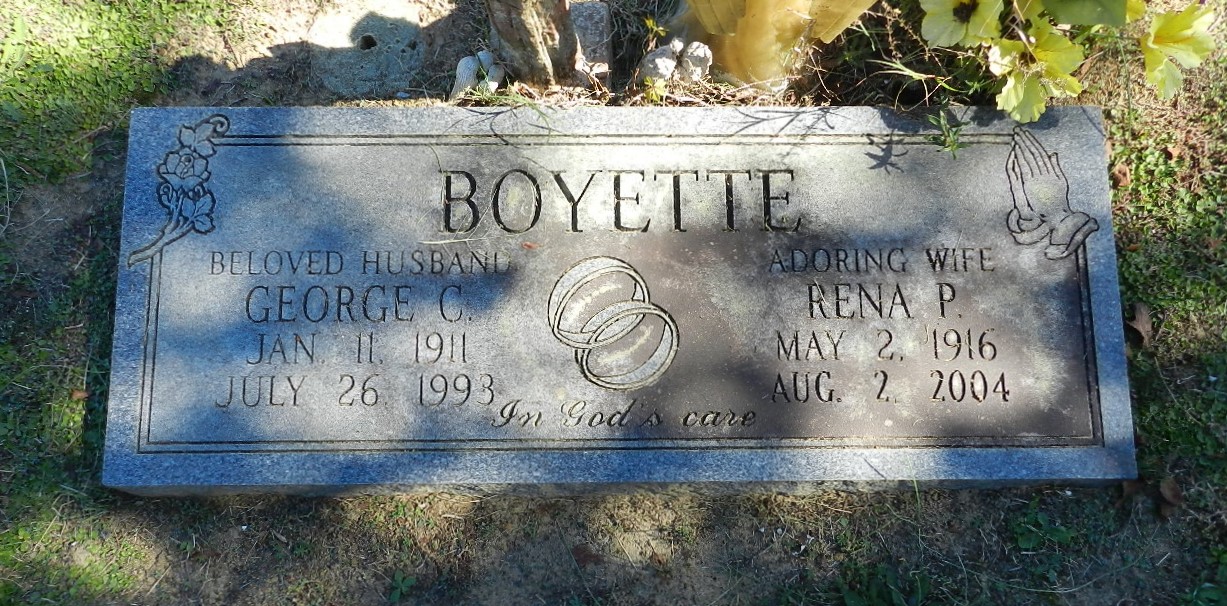 BOYETTE
BELOVED HUSBAND
GEORGE C.
JAN. 11, 1911
JULY 26, 1993
ADORING WIFE
RENA P.
MAY 2, 1916
AUG. 2, 2004
In God's care